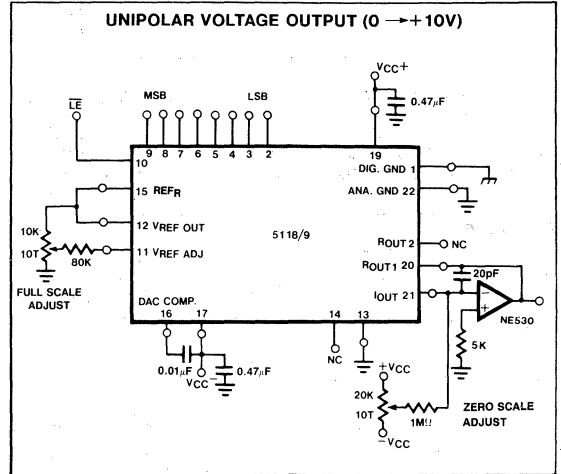 UNIPOLAR VOLTAGE OUTPUT (0 →+10V)
VCC+
0.47µF
LE
MSB
LSB
9 8 7 6 5 4 3 2
19
10
DIG. GND 1
ANA. GND 22
15 REFR
12 VREF OUT
11 VREF ADJ
10K
10T
80K
FULL SCALE
ADJUST
5118/9
ROUT 2
NC
ROUT1 20
20pF
IOUT 21
−
+
NE530
5K
DAC COMP.
16
17
14
13
0.01µF
VCC−
0.47µF
NC
+VCC
20K
10T
1MΩ
−VCC
ZERO SCALE
ADJUST